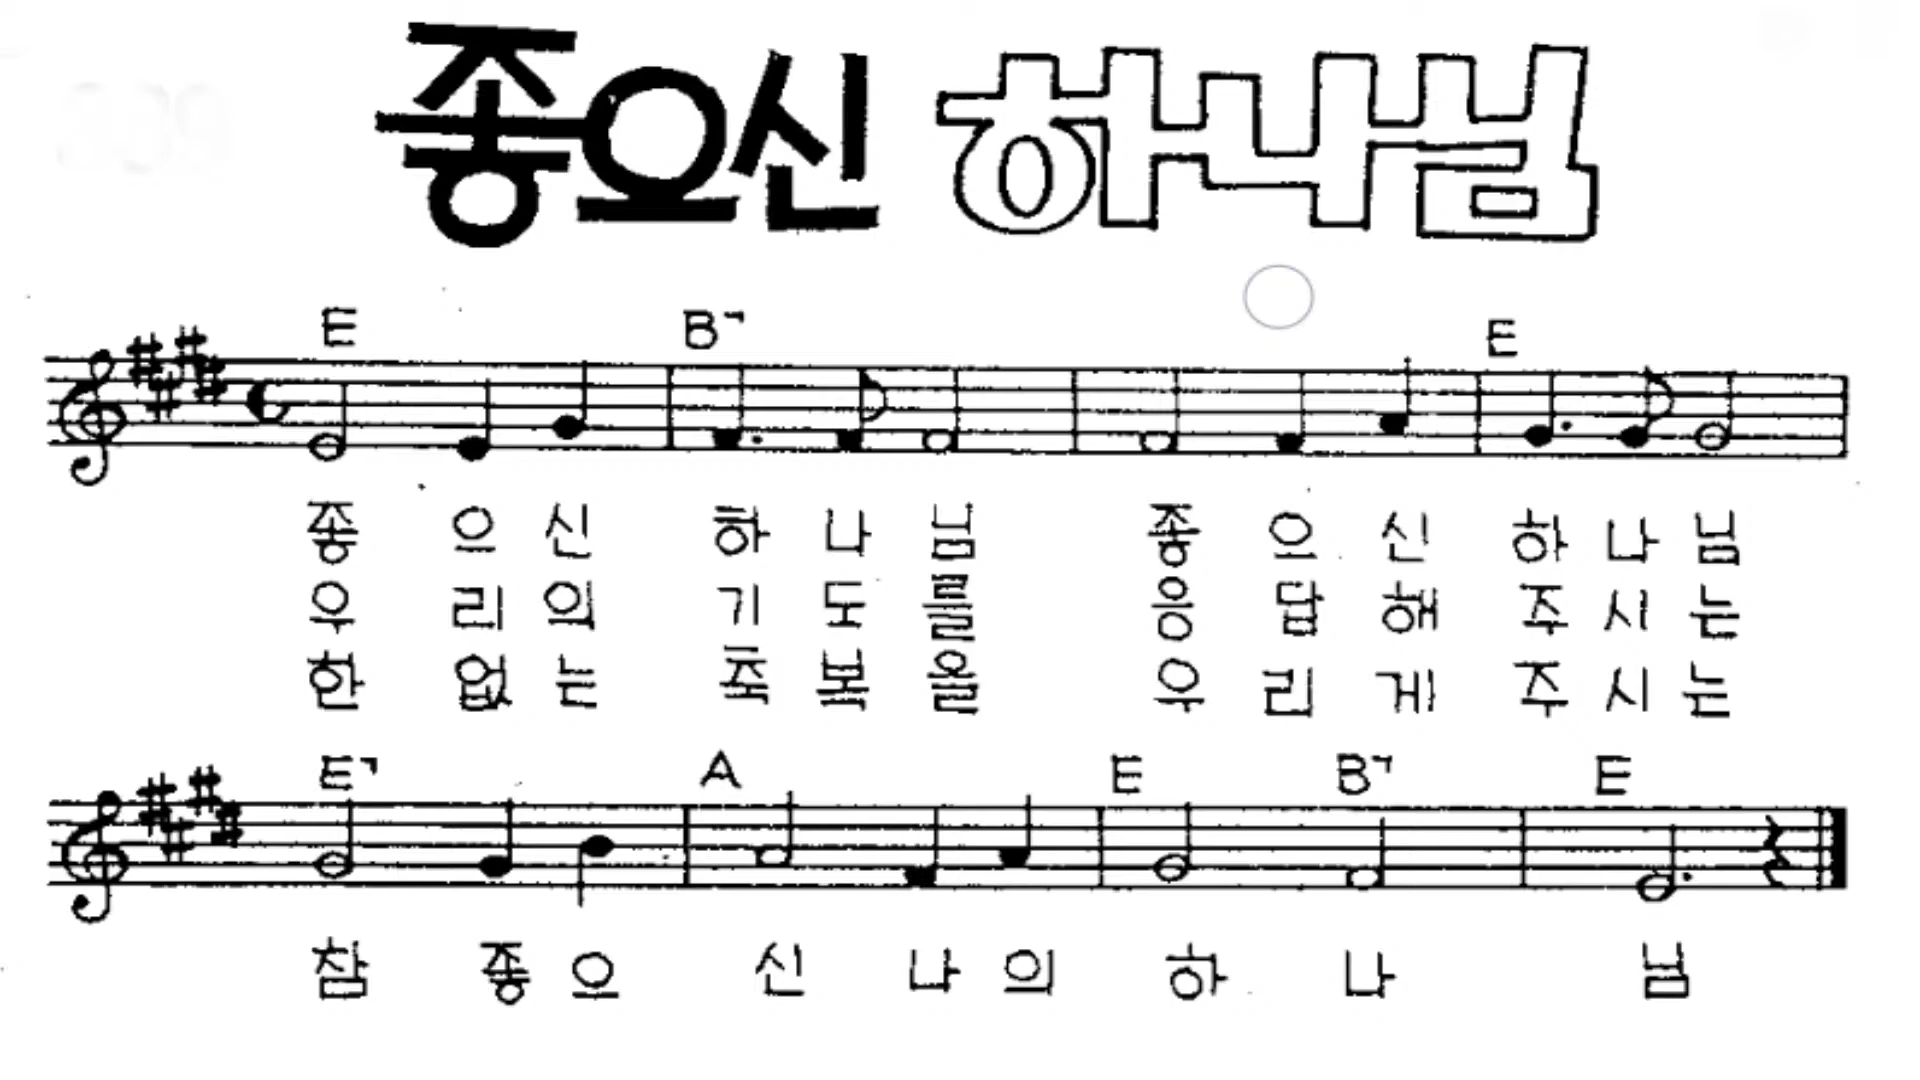 좋으신 하나님
E B7 E
좋 으 신 하 나 님 좋 으 신 하 나 님
우 리 의 기 도 를 응 답 해 주 시 는
한 없 는 축 복 을 우 리 게 주 시 는
E7 A E B7 E
참 좋 으 신 나 의 하 나 님